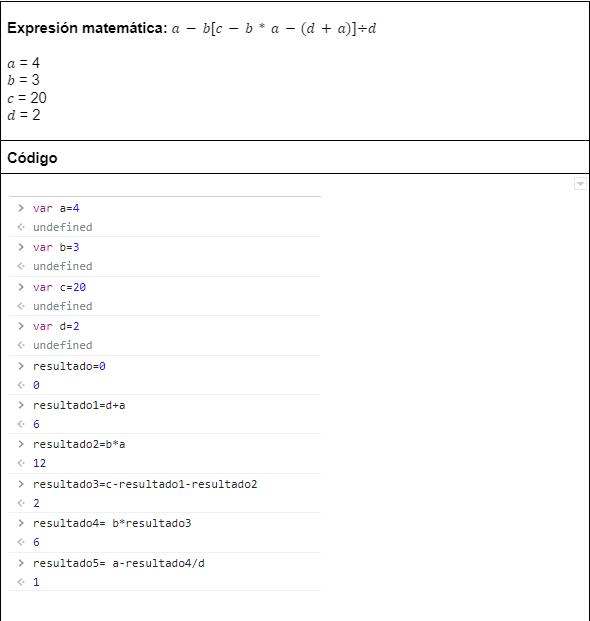 Expresión matemática: a − b[c − b * a − (d + a)]÷d
a = 4
b = 3
c = 20
d = 2
Código
> var a=4
<· undefined
> var b=3
<· undefined
> var c=20
<· undefined
> var d=2
<· undefined
> resultado=0
<· 0
> resultado1=d+a
<· 6
> resultado2=b*a
<· 12
> resultado3=c-resultado1-resultado2
<· 2
> resultado4= b*resultado3
<· 6
> resultado5= a-resultado4/d
<· 1